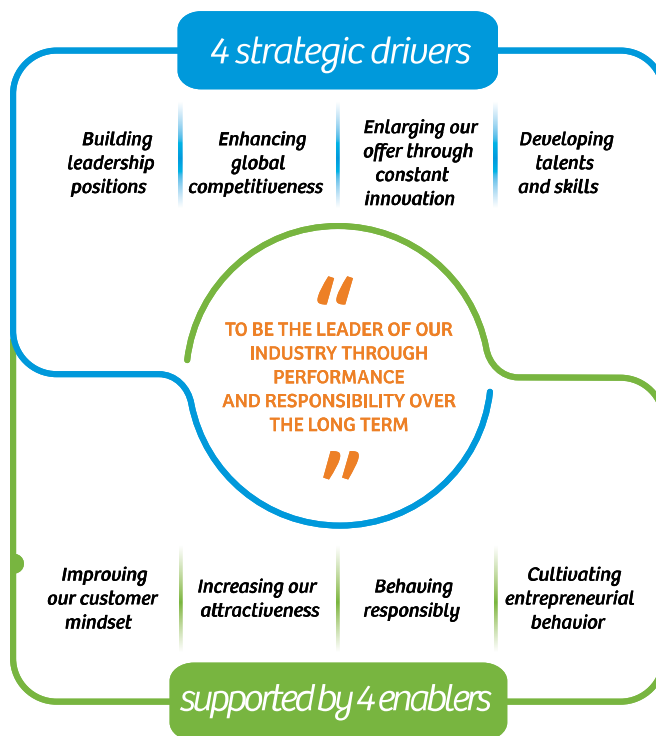 4 strategic drivers
Building
leadership
positions
Enhancing
global
competitiveness
Enlarging our
offer through
constant
innovation
Developing
talents
and skills
“
TO BE THE LEADER OF OUR
INDUSTRY THROUGH
PERFORMANCE
AND RESPONSIBILITY OVER
THE LONG TERM
”
Improving
our customer
mindset
Increasing our
attractiveness
Behaving
responsibly
Cultivating
entrepreneurial
behavior
supported by 4 enablers